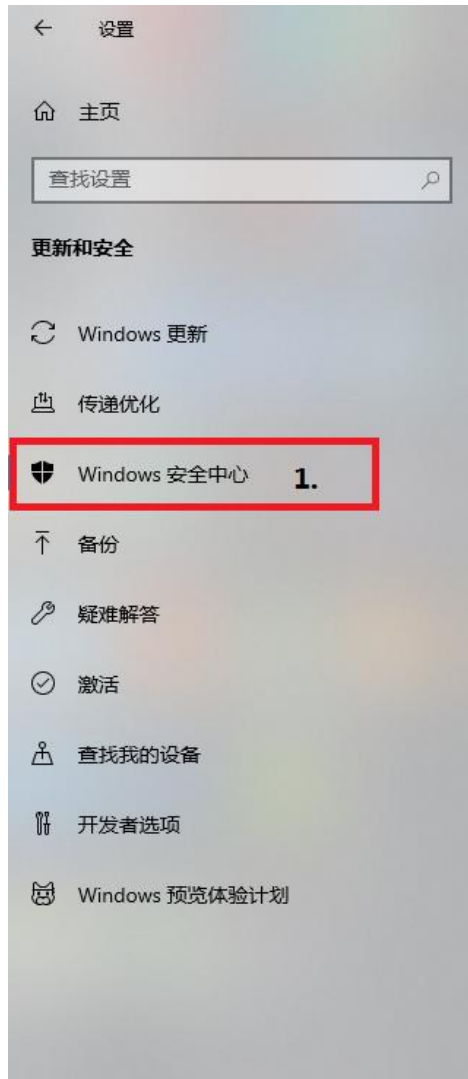 设置
主页
查找设置
更新和安全
Windows 更新
传递优化
Windows 安全中心 1.
备份
疑难解答
激活
查找我的设备
开发者选项
Windows 预览体验计划